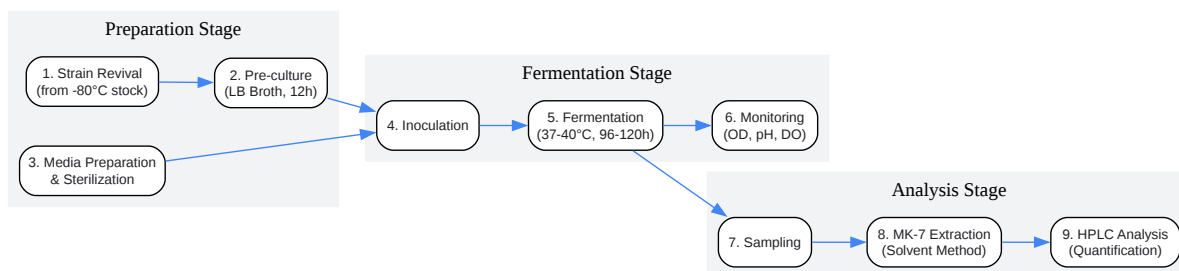 Preparation Stage
1. Strain Revival
(from -80°C stock)
2. Pre-culture
(LB Broth, 12h)
3. Media Preparation
& Sterilization
Fermentation Stage
4. Inoculation
5. Fermentation
(37-40°C, 96-120h)
6. Monitoring
(OD, pH, DO)
Analysis Stage
7. Sampling
8. MK-7 Extraction
(Solvent Method)
9. HPLC Analysis
(Quantification)